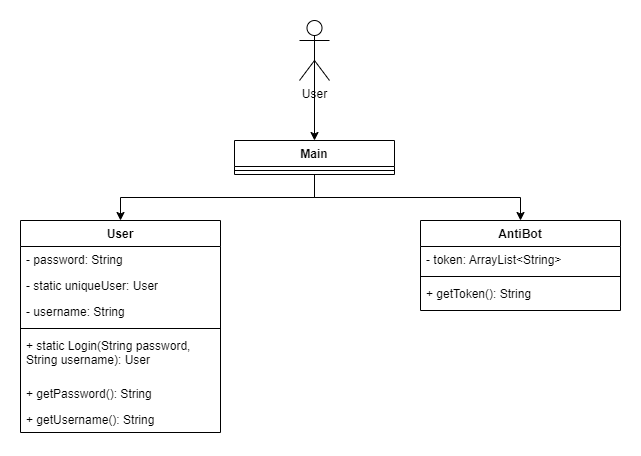 User
Main
User
- password: String
- static uniqueUser: User
- username: String
+ static Login(String password,
String username): User
+ getPassword(): String
+ getUsername(): String
AntiBot
- token: ArrayList<String>
+ getToken(): String